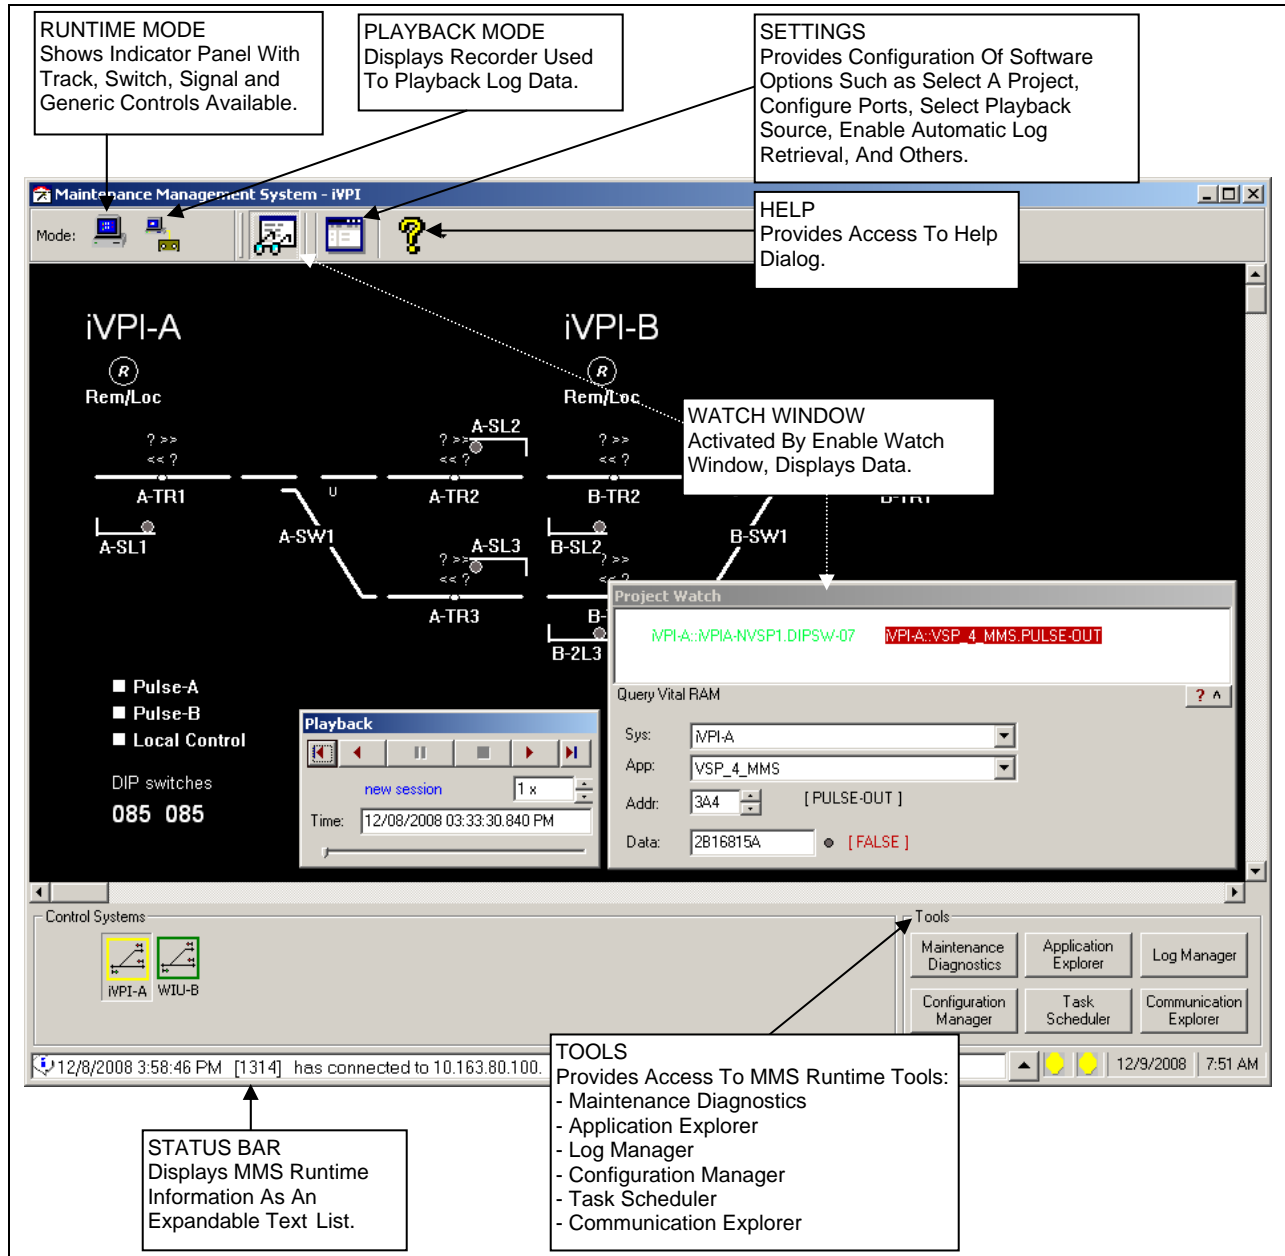 RUNTIME MODE
Shows Indicator Panel With
Track, Switch, Signal and
Generic Controls Available.
PLAYBACK MODE
Displays Recorder Used
To Playback Log Data.
SETTINGS
Provides Configuration Of Software
Options Such as Select A Project,
Configure Ports, Select Playback
Source, Enable Automatic Log
Retrieval, And Others.
HELP
Provides Access To Help
Dialog.
Maintenance Management System - iVPI
Mode:
iVPI-A
R
Rem/Loc
iVPI-B
R
Rem/Loc
WATCH WINDOW
Activated By Enable Watch
Window, Displays Data.
? >>
<< ?
A-TR1
U
A-SL2
? >>
<< ?
A-TR2
? >>
<< ?
B-TR2
B-TR1
A-SL1
A-SW1
A-SL3
? >>
<< ?
A-TR3
B-SL2
? >>
<< ?
B-SW1
B-2L3
Project Watch
iVPI-A::iVPIA-NVSP1.DIPSW-07
iVPI-A::VSP_4_MMS.PULSE-OUT
Query Vital RAM
? ^
Sys: iVPI-A
App: VSP_4_MMS
Addr: 3A4 [ PULSE-OUT ]
Data: 2B16815A [ FALSE ]
Pulse-A
Pulse-B
Local Control
DIP switches
085 085
Playback
new session 1 x
Time: 12/08/2008 03:33:30.840 PM
Control Systems
iVPI-A
WIU-B
Tools
Maintenance Diagnostics
Application Explorer
Log Manager
Configuration Manager
Task Scheduler
Communication Explorer
12/8/2008 3:58:46 PM [1314] has connected to 10.163.80.100.
12/9/2008 7:51 AM
STATUS BAR
Displays MMS Runtime
Information As An
Expandable Text List.
TOOLS
Provides Access To MMS Runtime Tools:
- Maintenance Diagnostics
- Application Explorer
- Log Manager
- Configuration Manager
- Task Scheduler
- Communication Explorer